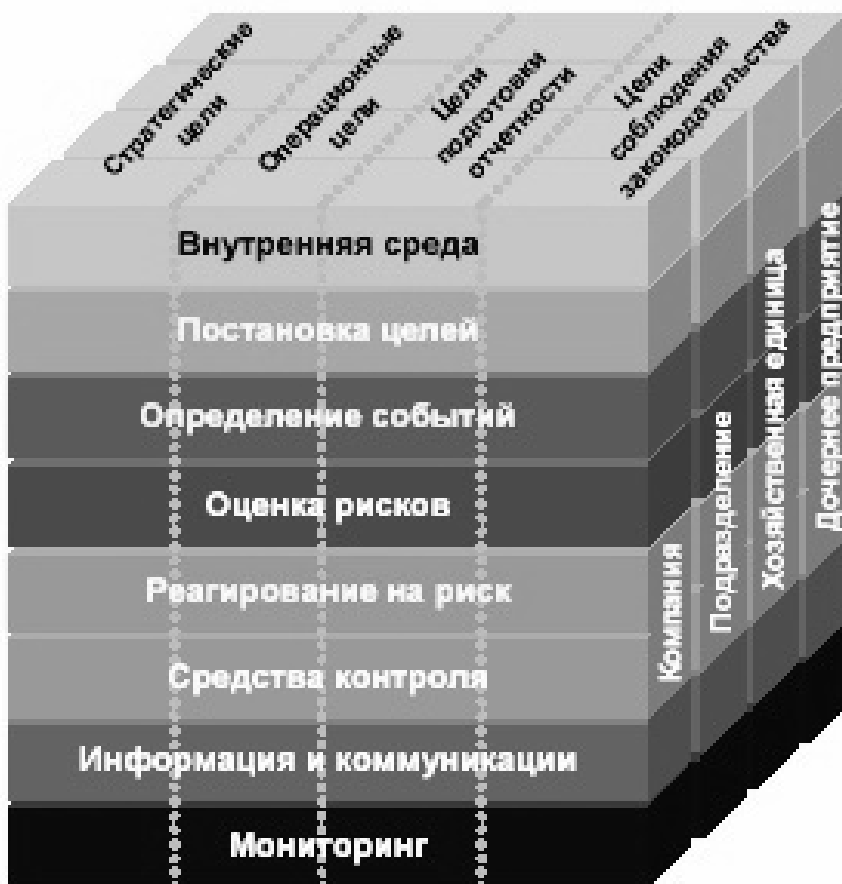 Стратегические
цели
Операционные
цели
Цели
подготовки
отчетности
Цели
соблюдения
законодательства
Внутренняя среда
Постановка целей
Определение событий
Оценка рисков
Реагирование на риск
Средства контроля
Информация и коммуникации
Мониторинг
Компания
Подразделение
Хозяйственная единица
Дочернее предприятие